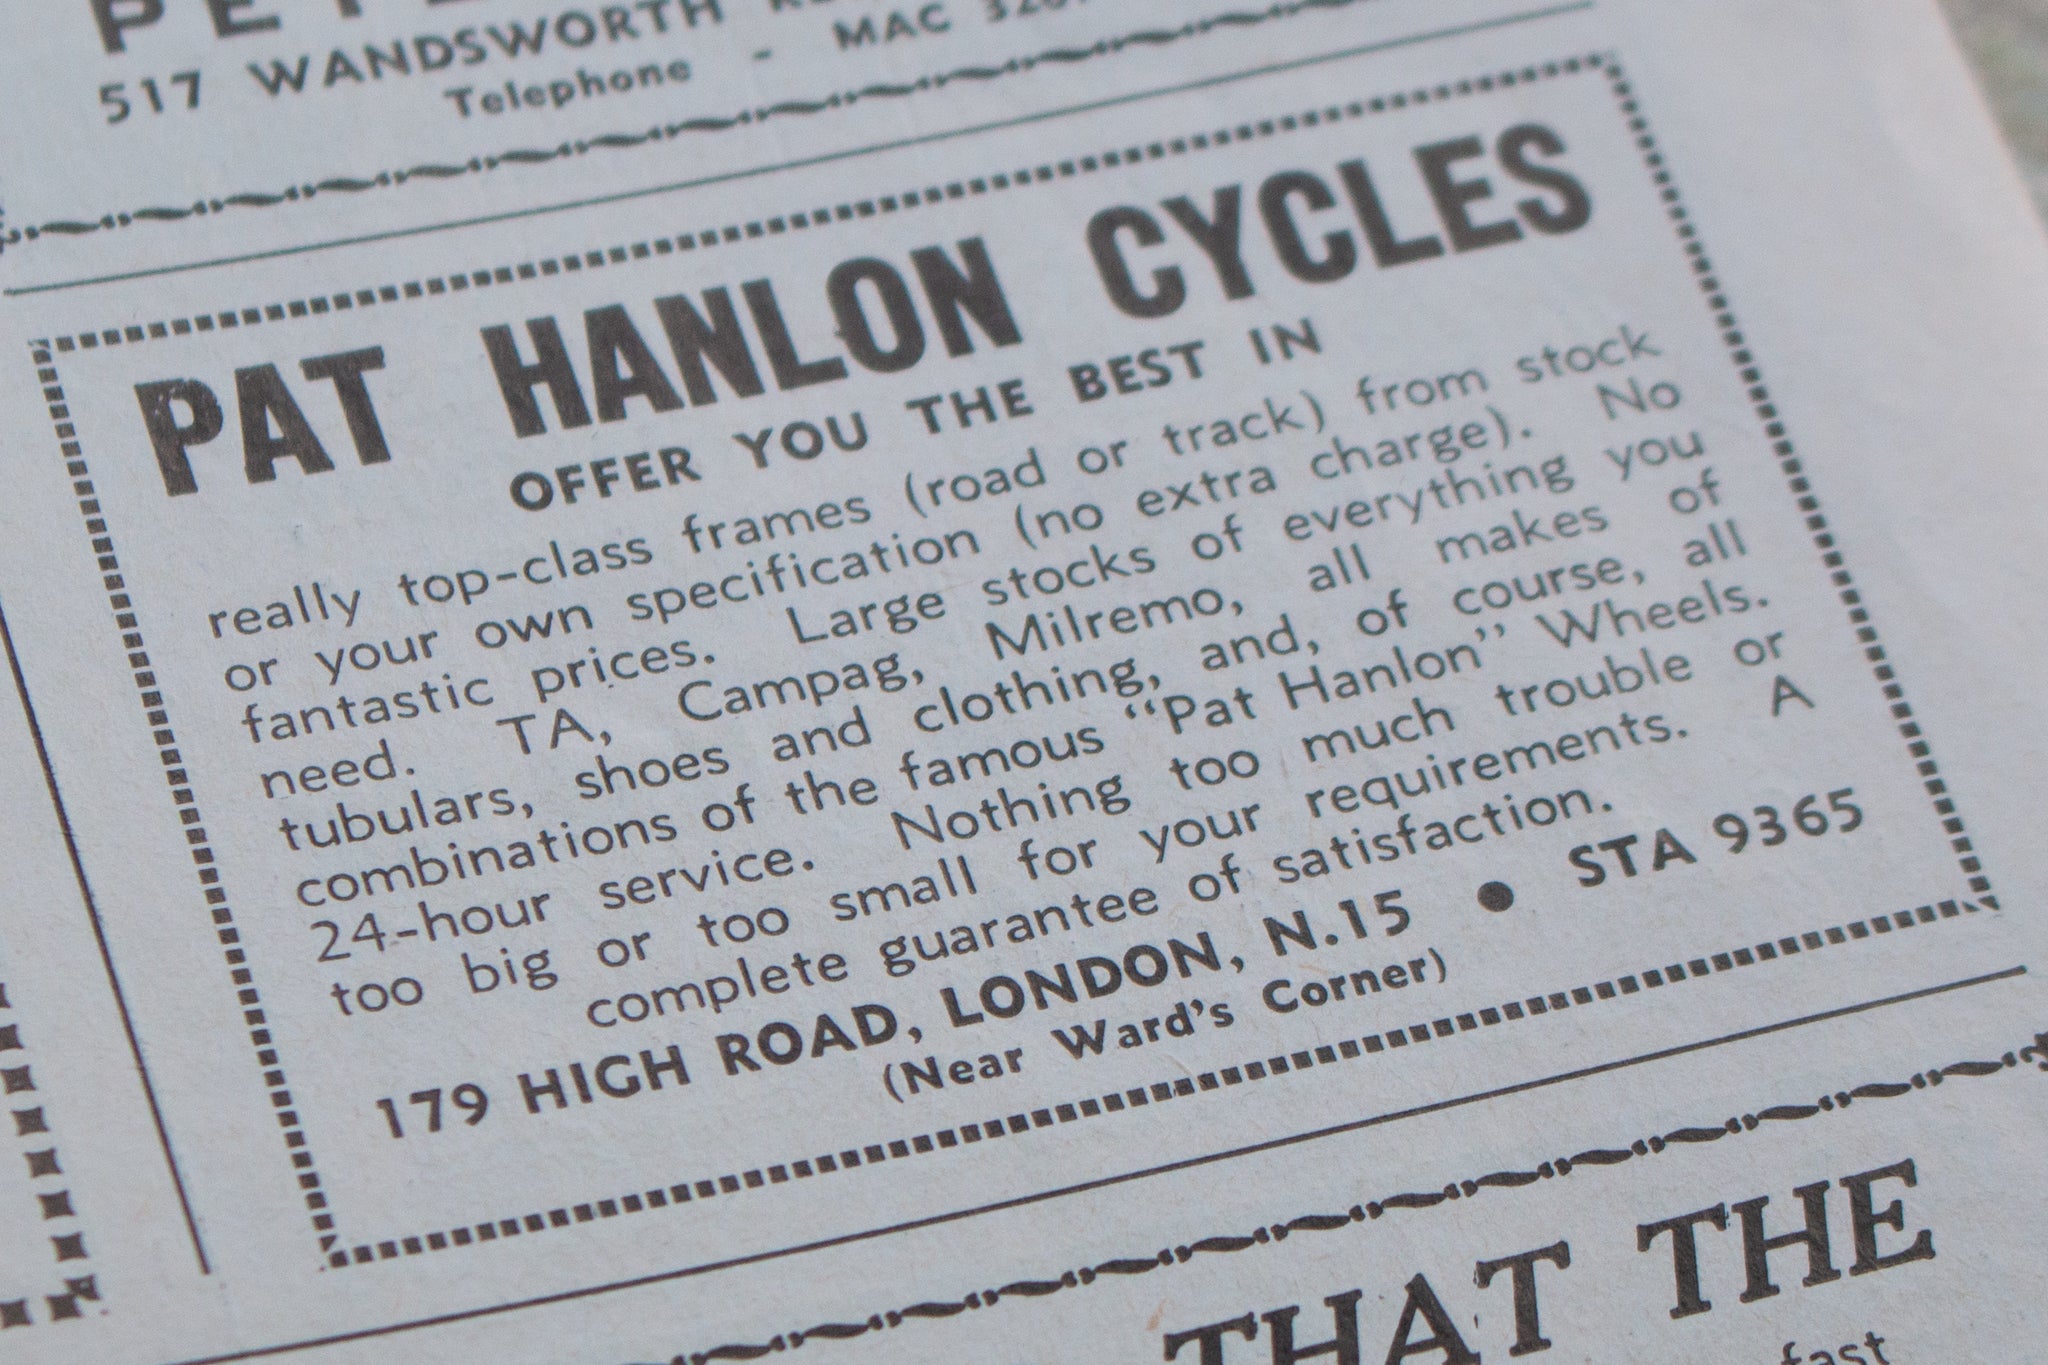 517 WANDSWORTH
Telephone - MAC
PAT HANLON CYCLES
OFFER YOU THE BEST IN
really top-class frames (road or track) from stock
or your own specification (no extra charge). No
fantastic prices. Large stocks of everything you
need. TA, Campag, Milremo, all makes of
tubulars, shoes and clothing, and, of course, all
combinations of the famous “Pat Hanlon” Wheels.
24-hour service. Nothing too much trouble or
too big or too small for your requirements. A
complete guarantee of satisfaction.
179 HIGH ROAD, LONDON, N.15 ● STA 9365
(Near Ward's Corner)
THAT THE
fast